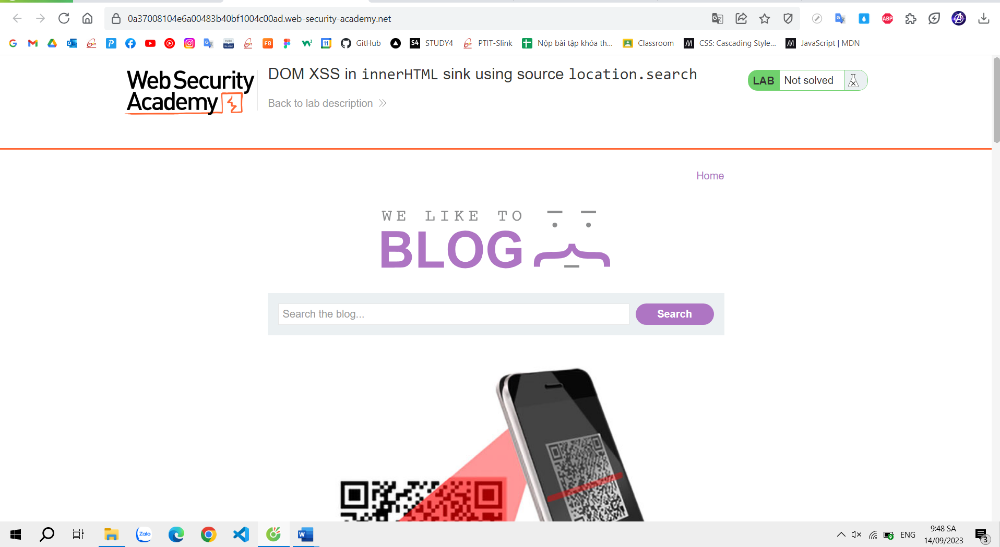 0a37008104e6a00483b40bf1004c00ad.web-security-academy.net
GitHub
STUDY4
PTIT-Slink
Nộp bài tập khóa th...
Classroom
CSS: Cascading Style...
JavaScript | MDN
Web Security
Academy
DOM XSS in innerHTML sink using source location.search
Back to lab description
LAB
Not solved
Home
WE LIKE TO
BLOG
Search the blog...
Search
ENG
9:48 SA
14/09/2023
3